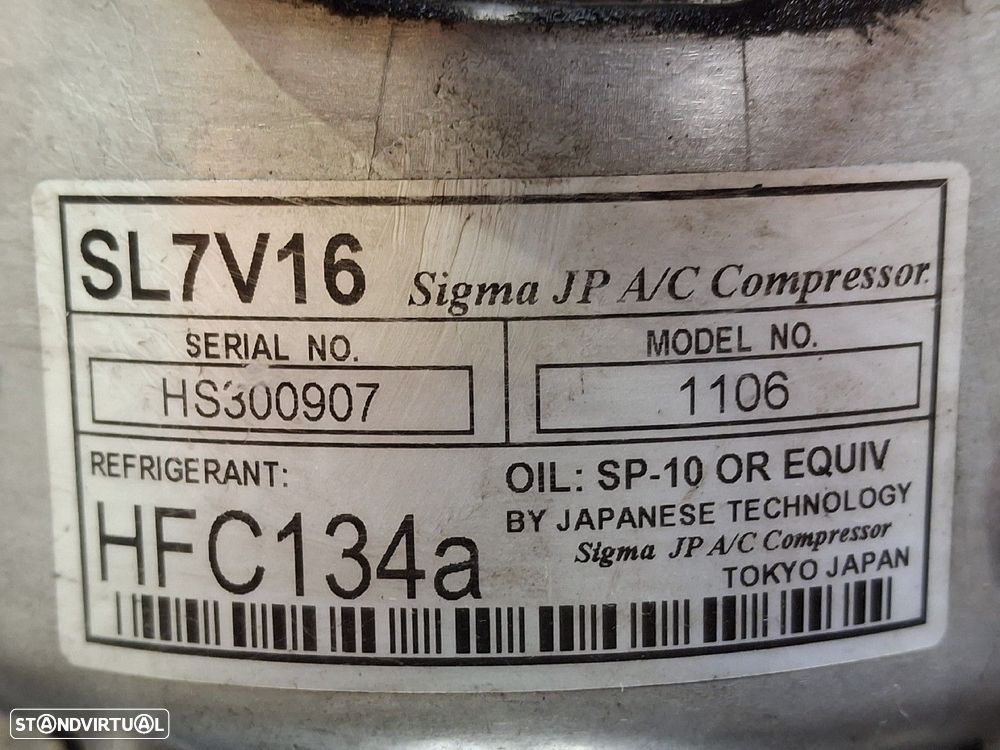 SL7V16 Sigma JP A/C Compressor.
SERIAL NO.
HS300907
MODEL NO.
1106
REFRIGERANT:
HFC134a
OIL: SP-10 OR EQUIV
BY JAPANESE TECHNOLOGY
Sigma JP A/C Compressor
TOKYO JAPAN
STANDVIRTUAL